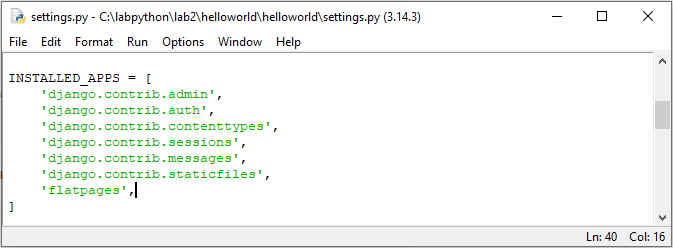 settings.py - C:\labpython\lab2\helloworld\helloworld\settings.py (3.14.3)
File Edit Format Run Options Window Help
INSTALLED_APPS = [
    'django.contrib.admin',
    'django.contrib.auth',
    'django.contrib.contenttypes',
    'django.contrib.sessions',
    'django.contrib.messages',
    'django.contrib.staticfiles',
    'flatpages',
]
Ln: 40 Col: 16